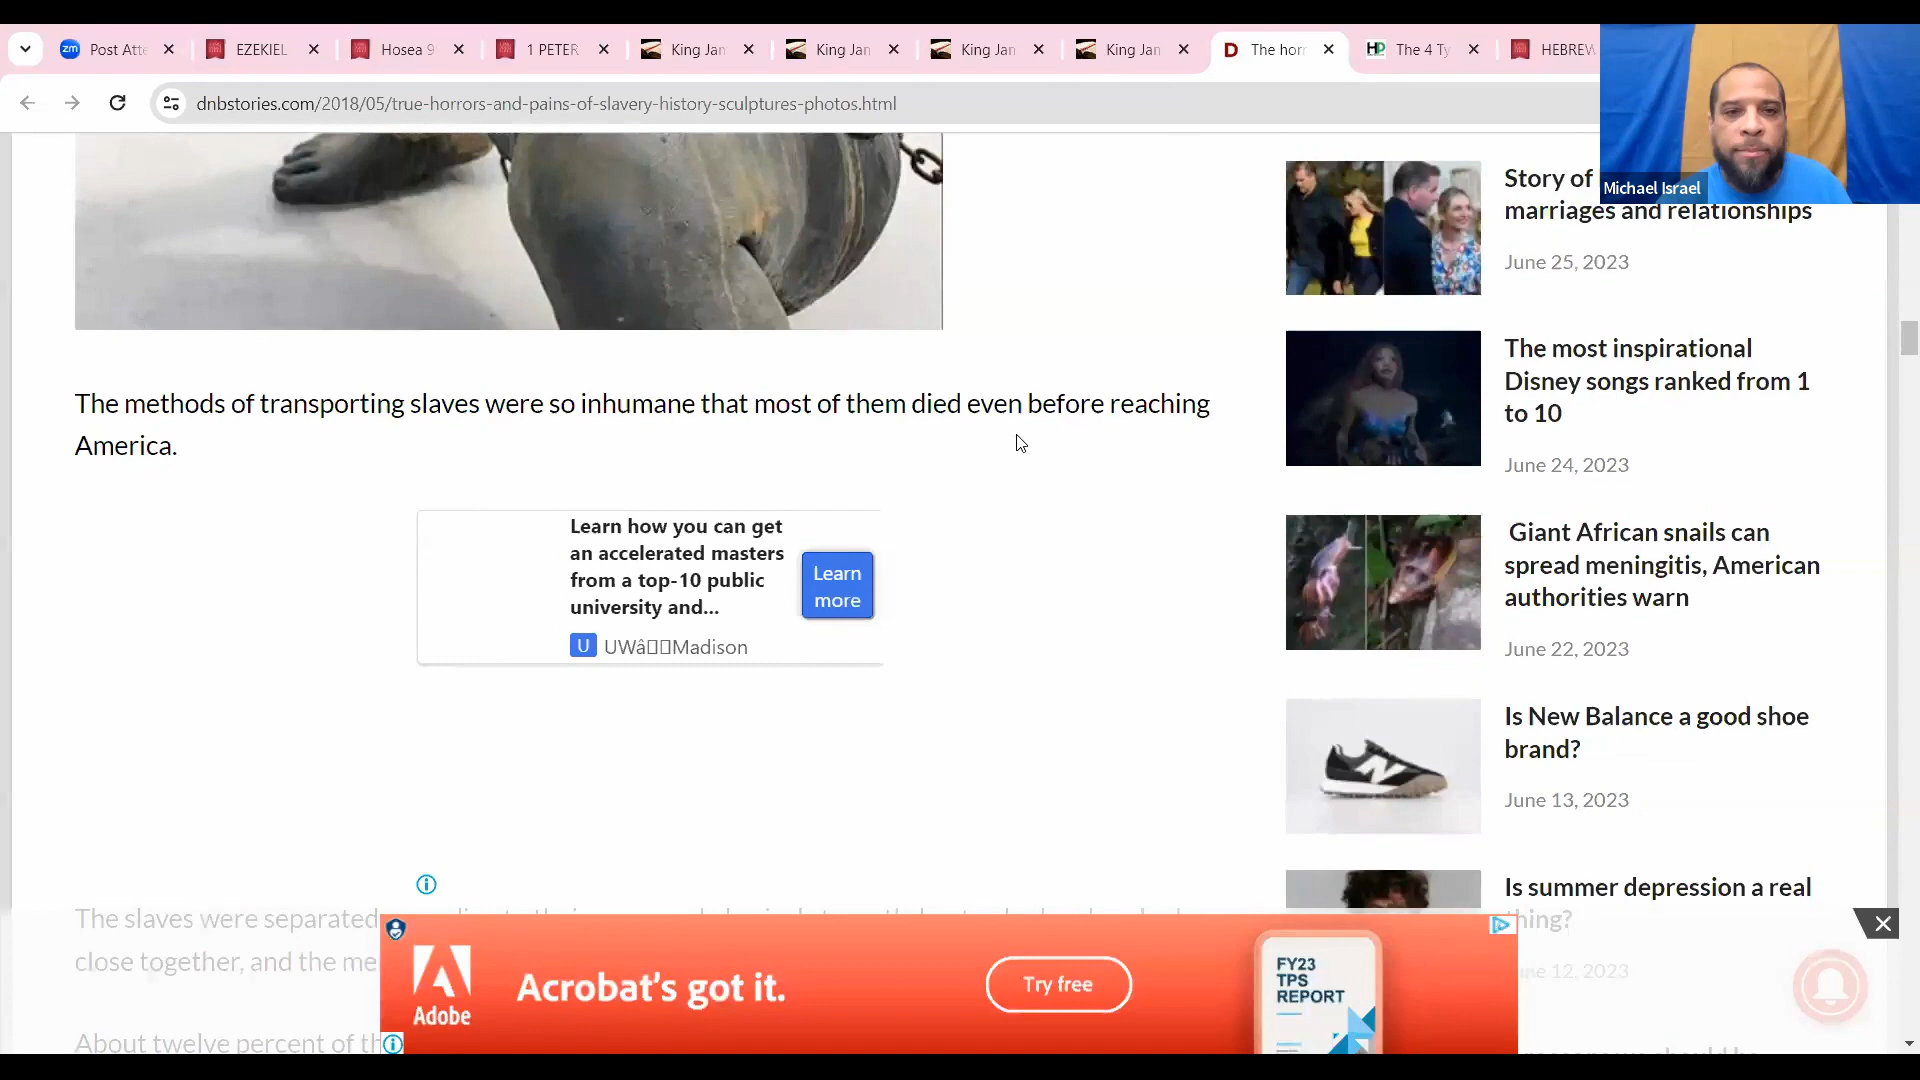 Post Atte
EZEKIEL
Hosea 9
1 PETER
King Jan
King Jan
King Jan
King Jan
The horr
The 4 Ty
HEBREW
dnbstories.com/2018/05/true-horrors-and-pains-of-slavery-history-sculptures-photos.html
Michael Israel
The methods of transporting slaves were so inhumane that most of them died even before reaching
America.
Learn how you can get
an accelerated masters
from a top-10 public
university and...
Learn
more
U UWâ▯▯Madison
The slaves were separated
close together, and the me
About twelve percent of th
Story of
marriages and relationships
June 25, 2023
The most inspirational
Disney songs ranked from 1
to 10
June 24, 2023
Giant African snails can
spread meningitis, American
authorities warn
June 22, 2023
Is New Balance a good shoe
brand?
June 13, 2023
Is summer depression a real
thing?
June 12, 2023
Adobe
Acrobat's got it.
Try free
FY23
TPS
REPORT